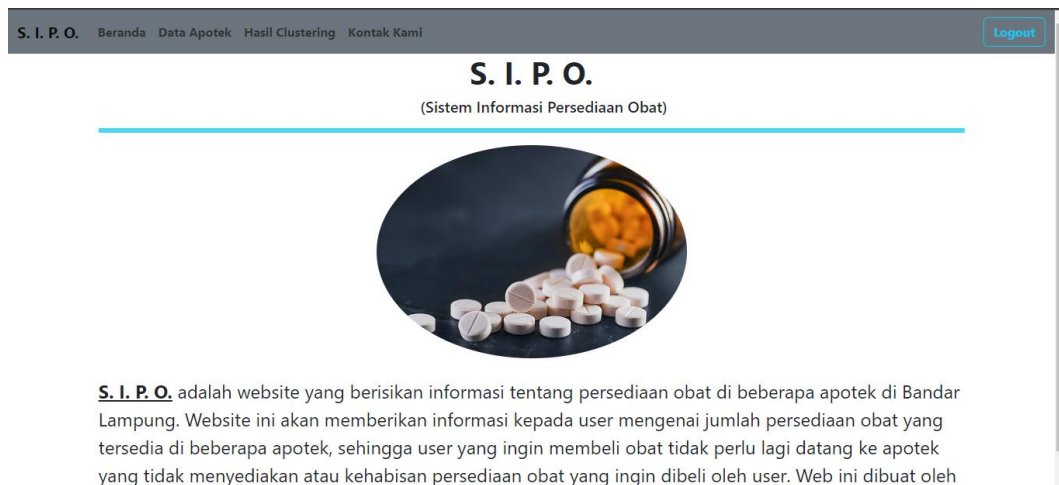 S. I. P. O. Beranda Data Apotek Hasil Clustering Kontak Kami Logout
S. I. P. O.
(Sistem Informasi Persediaan Obat)
S. I. P. O. adalah website yang berisikan informasi tentang persediaan obat di beberapa apotek di Bandar
Lampung. Website ini akan memberikan informasi kepada user mengenai jumlah persediaan obat yang
tersedia di beberapa apotek, sehingga user yang ingin membeli obat tidak perlu lagi datang ke apotek
yang tidak menyediakan atau kehabisan persediaan obat yang ingin dibeli oleh user. Web ini dibuat oleh